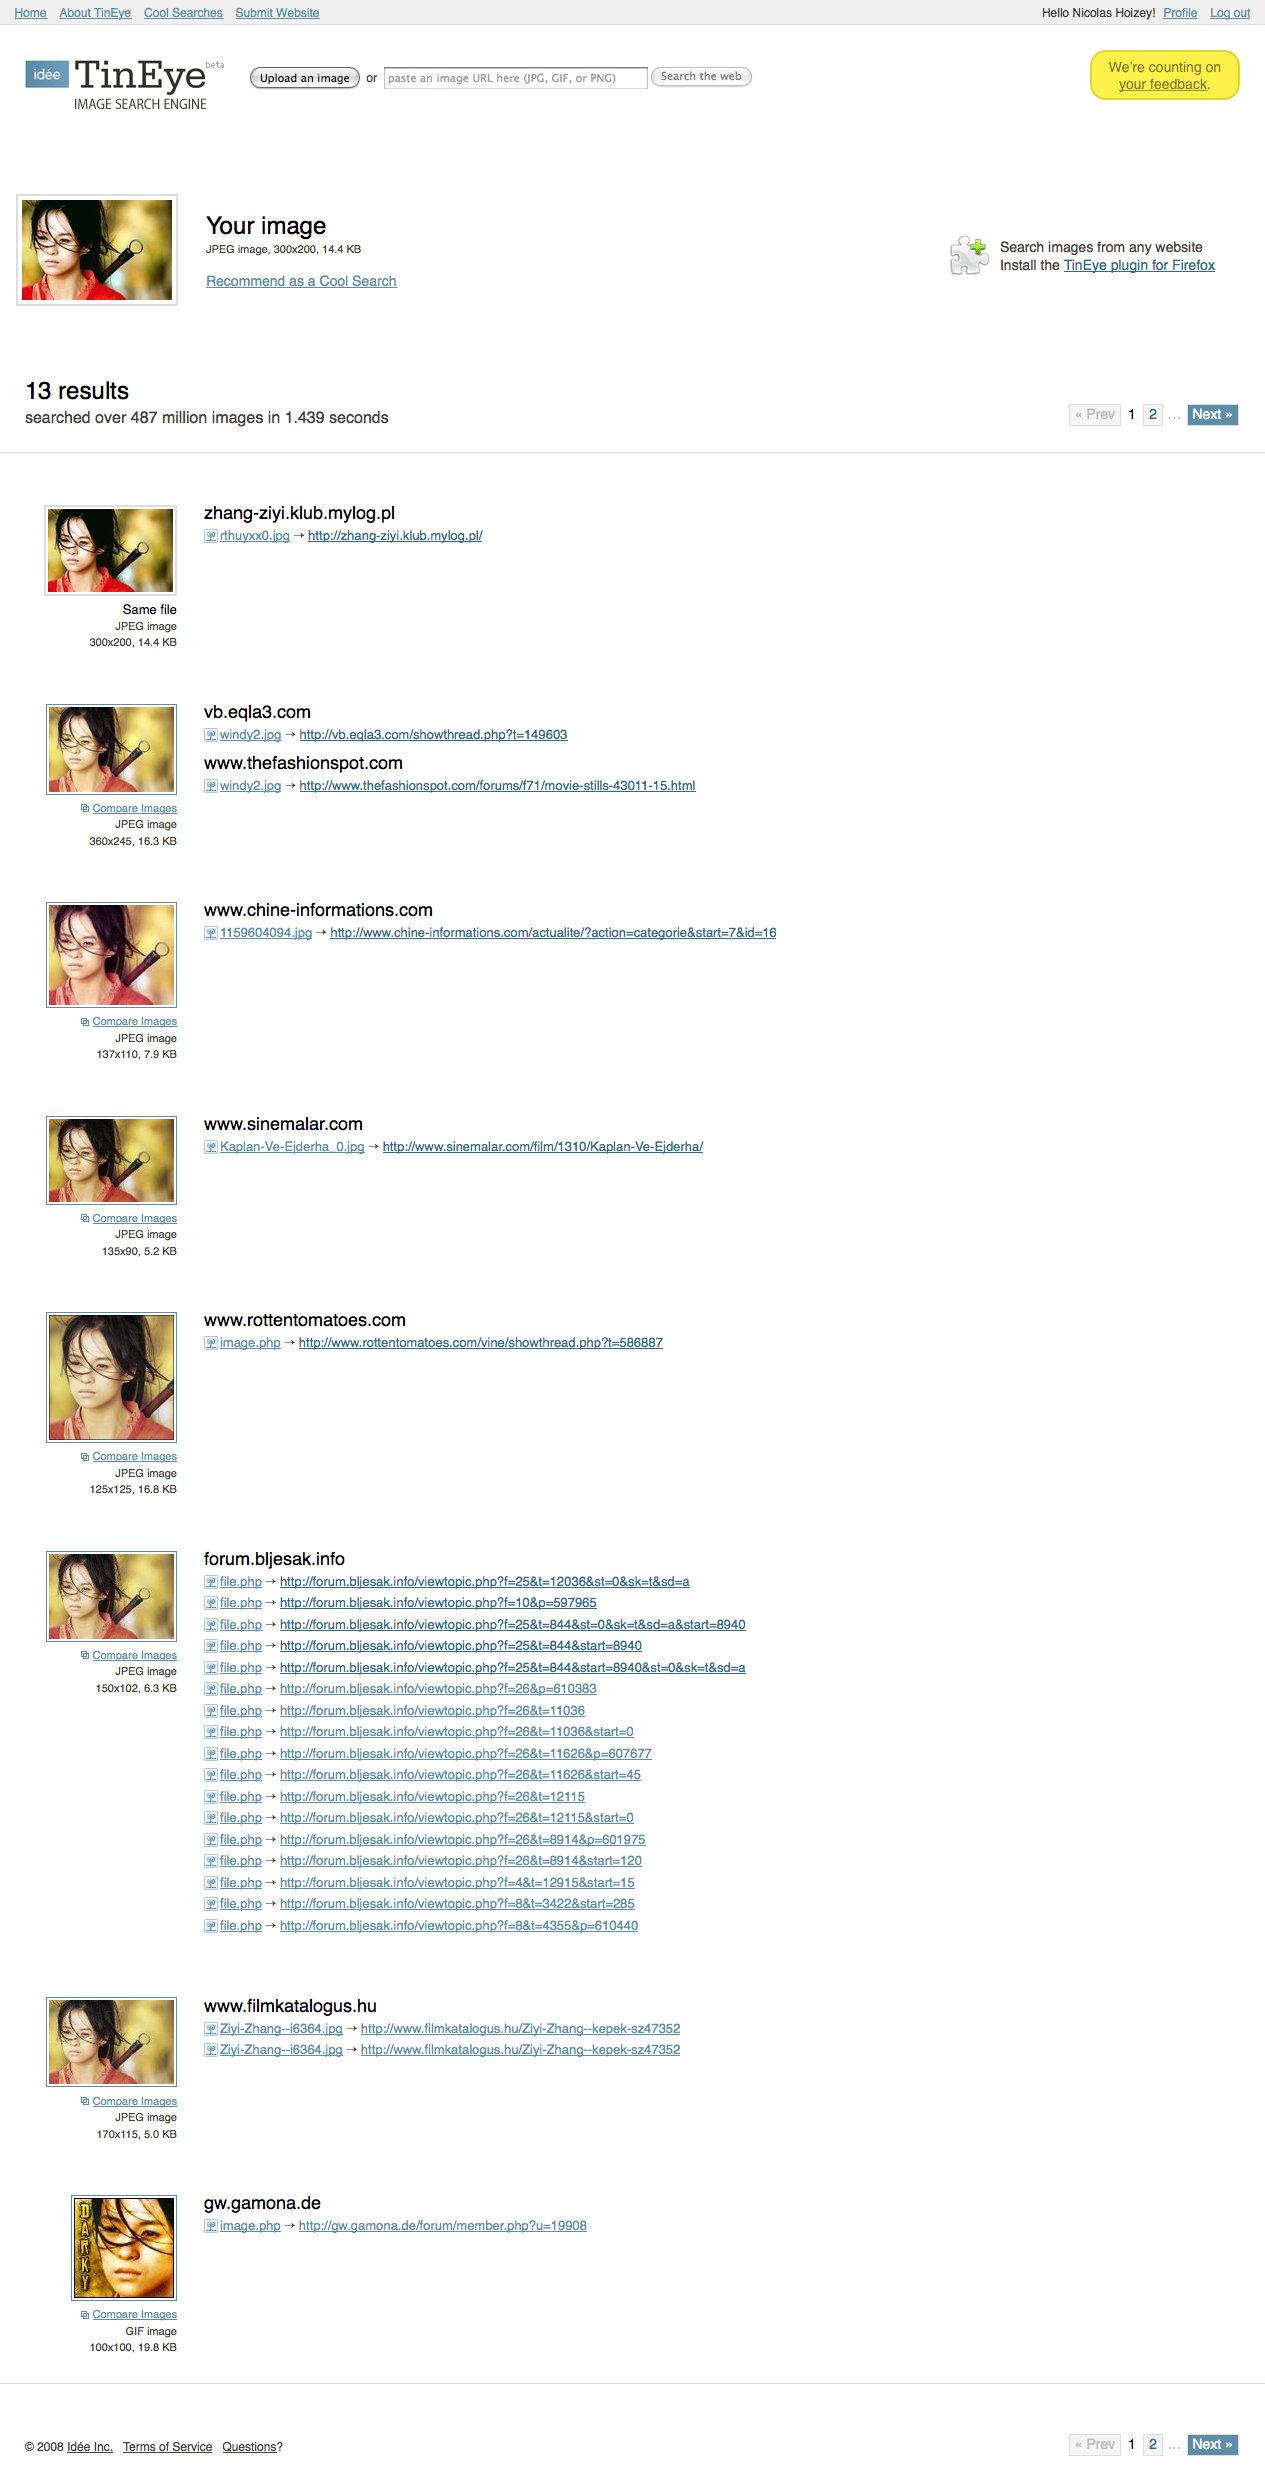 Home About TinEye Cool Searches Submit Website Hello Nicolas Hoizey! Profile Log out
idée TinEye beta
IMAGE SEARCH ENGINE
Upload an image or paste an image URL here (JPG, GIF, or PNG) Search the web
We're counting on
your feedback.
Your image
JPEG image, 300x200, 14.4 KB
Recommend as a Cool Search
Search images from any website
Install the TinEye plugin for Firefox
13 results
searched over 487 million images in 1.439 seconds
« Prev 1 2 ... Next »
zhang-ziyi.klub.mylog.pl
rthuyxx0.jpg → http://zhang-ziyi.klub.mylog.pl/
Same file
JPEG image
300x200, 14.4 KB
vb.eqla3.com
windy2.jpg → http://vb.eqla3.com/showthread.php?t=149603
www.thefashionspot.com
windy2.jpg → http://www.thefashionspot.com/forums/f71/movie-stills-43011-15.html
Compare Images
JPEG image
360x245, 16.3 KB
www.chine-informations.com
1159604094.jpg → http://www.chine-informations.com/actualite/?action=categorie&start=7&id=16
Compare Images
JPEG image
137x110, 7.9 KB
www.sinemalar.com
Kaplan-Ve-Ejderha_0.jpg → http://www.sinemalar.com/film/1310/Kaplan-Ve-Ejderha/
Compare Images
JPEG image
135x90, 5.2 KB
www.rottentomatoes.com
image.php → http://www.rottentomatoes.com/vine/showthread.php?t=586887
Compare Images
JPEG image
125x125, 16.8 KB
forum.bljesak.info
file.php → http://forum.bljesak.info/viewtopic.php?f=25&t=12036&st=0&sk=t&sd=a
file.php → http://forum.bljesak.info/viewtopic.php?f=10&p=597965
file.php → http://forum.bljesak.info/viewtopic.php?f=25&t=844&st=0&sk=t&sd=a&start=8940
file.php → http://forum.bljesak.info/viewtopic.php?f=25&t=844&start=8940
file.php → http://forum.bljesak.info/viewtopic.php?f=25&t=844&start=8940&st=0&sk=t&sd=a
file.php → http://forum.bljesak.info/viewtopic.php?f=26&p=610383
file.php → http://forum.bljesak.info/viewtopic.php?f=26&t=11036
file.php → http://forum.bljesak.info/viewtopic.php?f=26&t=11036&start=0
file.php → http://forum.bljesak.info/viewtopic.php?f=26&t=11626&p=607677
file.php → http://forum.bljesak.info/viewtopic.php?f=26&t=11626&start=45
file.php → http://forum.bljesak.info/viewtopic.php?f=26&t=12115
file.php → http://forum.bljesak.info/viewtopic.php?f=26&t=12115&start=0
file.php → http://forum.bljesak.info/viewtopic.php?f=26&t=8914&p=601975
file.php → http://forum.bljesak.info/viewtopic.php?f=26&t=8914&start=120
file.php → http://forum.bljesak.info/viewtopic.php?f=4&t=12915&start=15
file.php → http://forum.bljesak.info/viewtopic.php?f=8&t=3422&start=285
file.php → http://forum.bljesak.info/viewtopic.php?f=8&t=4355&p=610440
Compare Images
JPEG image
150x102, 6.3 KB
www.filmkatalogus.hu
Ziyi-Zhang--i6364.jpg → http://www.filmkatalogus.hu/Ziyi-Zhang--kepek-sz47352
Ziyi-Zhang--i6364.jpg → http://www.filmkatalogus.hu/Ziyi-Zhang--kepek-sz47352
Compare Images
JPEG image
170x115, 5.0 KB
gw.gamona.de
image.php → http://gw.gamona.de/forum/member.php?u=19908
DARKY
Compare Images
GIF image
100x100, 19.8 KB
© 2008 Idée Inc. Terms of Service Questions?
« Prev 1 2 ... Next »